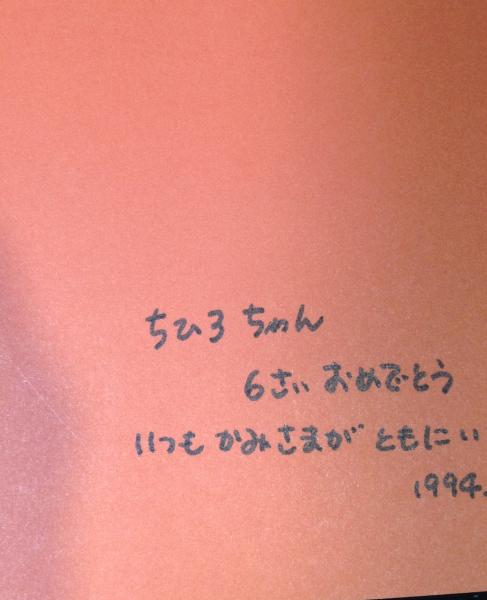 ちひろ ちゃん
6さい おめでとう
いつも かみさまが ともにい
1994.